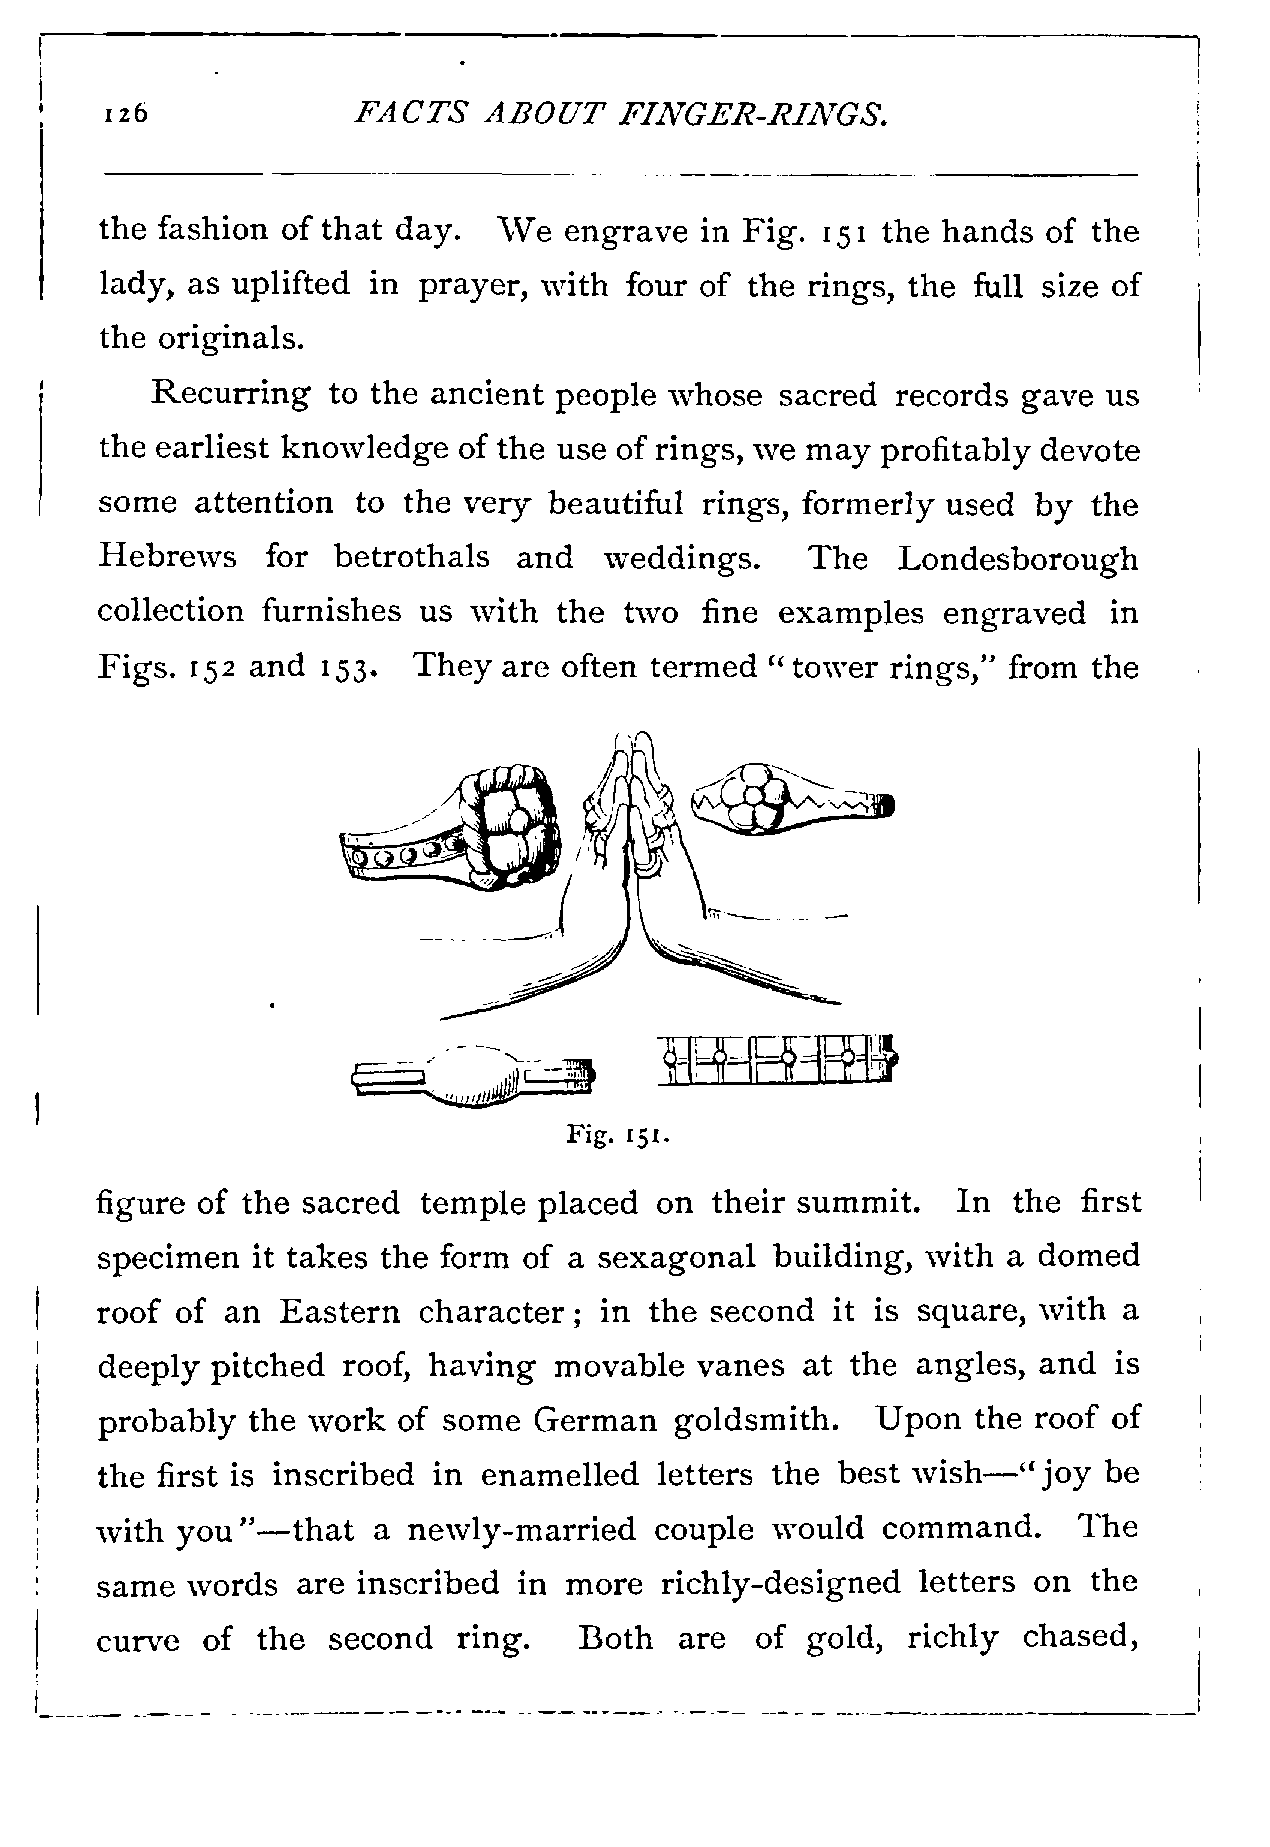 126 FACTS ABOUT FINGER-RINGS.
the fashion of that day. We engrave in Fig. 151 the hands of the
lady, as uplifted in prayer, with four of the rings, the full size of
the originals.
Recurring to the ancient people whose sacred records gave us
the earliest knowledge of the use of rings, we may profitably devote
some attention to the very beautiful rings, formerly used by the
Hebrews for betrothals and weddings. The Londesborough
collection furnishes us with the two fine examples engraved in
Figs. 152 and 153. They are often termed “tower rings,” from the
Fig. 151.
figure of the sacred temple placed on their summit. In the first
specimen it takes the form of a sexagonal building, with a domed
roof of an Eastern character; in the second it is square, with a
deeply pitched roof, having movable vanes at the angles, and is
probably the work of some German goldsmith. Upon the roof of
the first is inscribed in enamelled letters the best wish—“joy be
with you”—that a newly-married couple would command. The
same words are inscribed in more richly-designed letters on the
curve of the second ring. Both are of gold, richly chased,